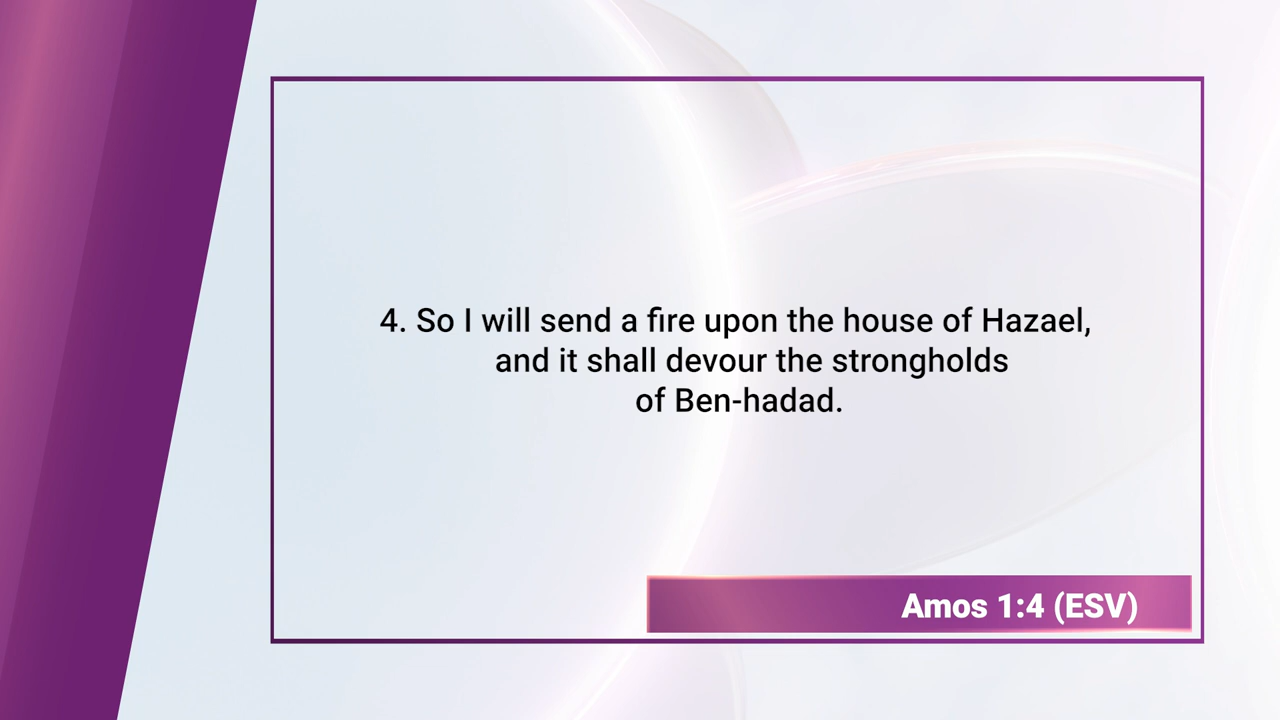 4. So I will send a fire upon the house of Hazael,
and it shall devour the strongholds
of Ben-hadad.
Amos 1:4 (ESV)